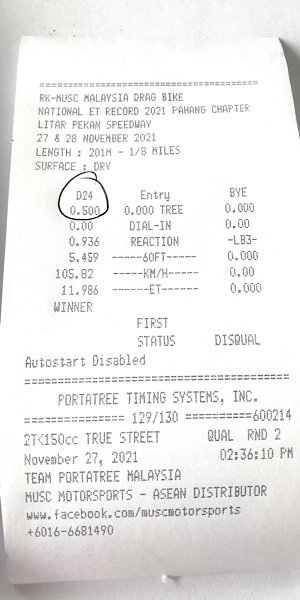 ===========================================
RK-MUSC MALAYSIA DRAG BIKE
NATIONAL ET RECORD 2021 PAHANG CHAPTER
LITAR PEKAN SPEEDWAY
27 & 28 NOVEMBER 2021
LENGTH : 201M - 1/8 MILES
SURFACE : DRY
D24 Entry BYE
0.500 0.000 TREE 0.000
0.00 DIAL-IN 0.00
0.936 REACTION -LB3-
5.459 -----60FT----- 0.000
105.82 -----KM/H----- 0.00
11.986 ------ET------ 0.000
WINNER
FIRST
STATUS DISQUAL
Autostart Disabled
===========================================
PORTATREE TIMING SYSTEMS, INC.
============== 129/130 ==========600214
2T<150cc TRUE STREET QUAL RND 2
November 27, 2021 02:36:10 PM
TEAM PORTATREE MALAYSIA
MUSC MOTORSPORTS - ASEAN DISTRIBUTOR
www.facebook.com/muscmotorsports
+6016-6681490